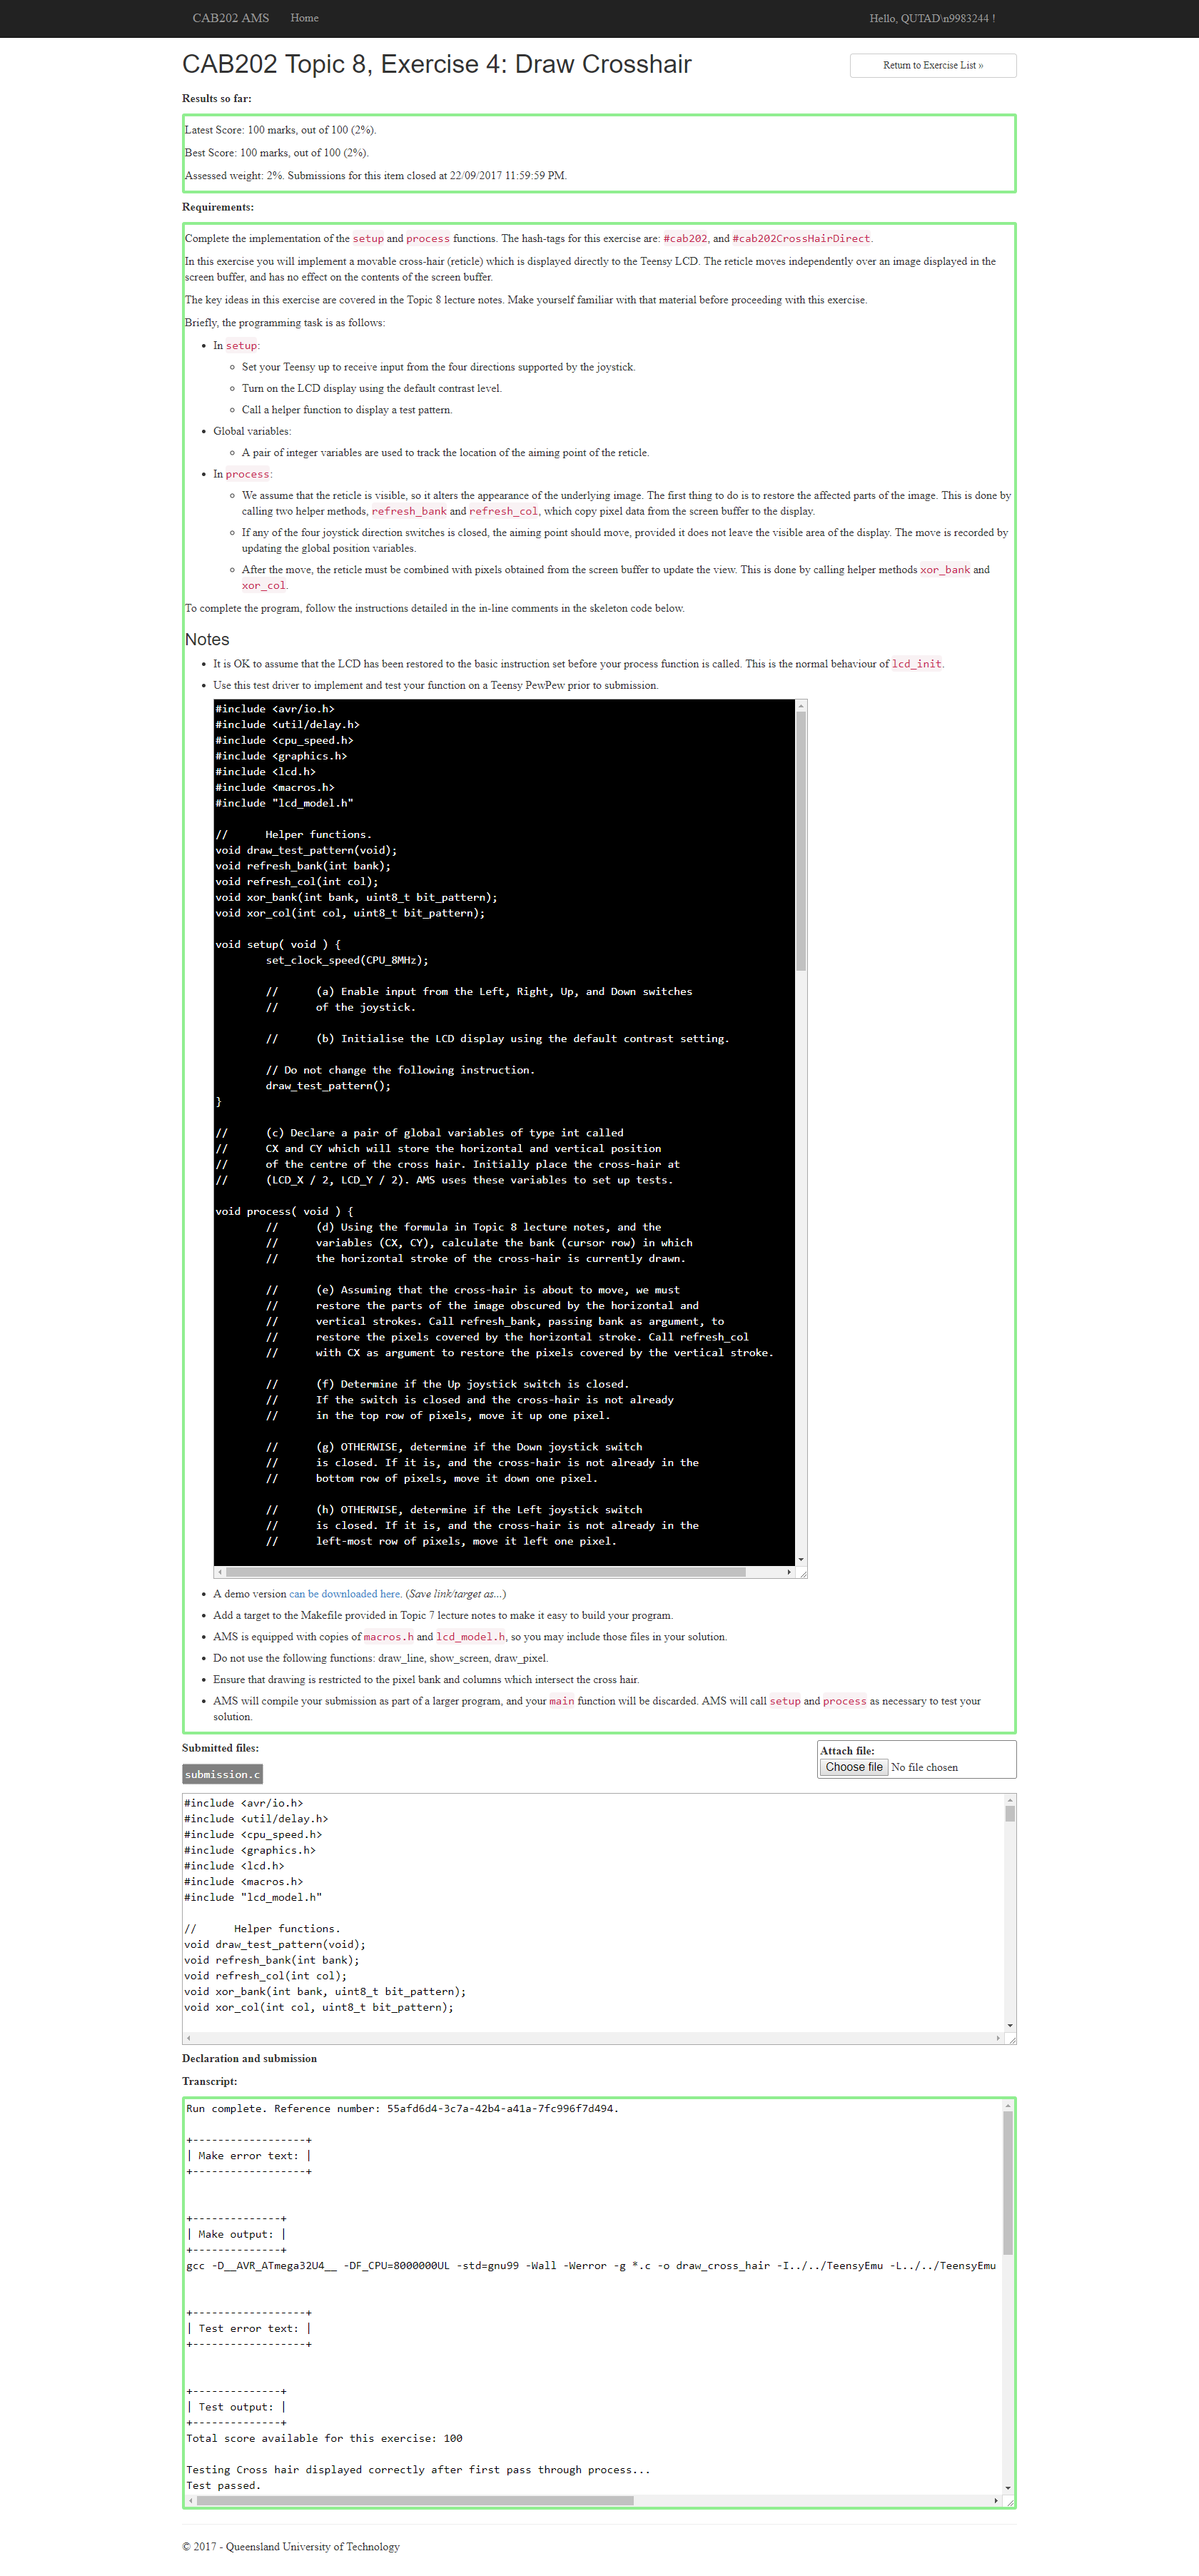 CAB202 AMS Home Hello, QUTAD\n9983244 !
CAB202 Topic 8, Exercise 4: Draw Crosshair
Return to Exercise List »
Results so far:
Latest Score: 100 marks, out of 100 (2%).
Best Score: 100 marks, out of 100 (2%).
Assessed weight: 2%. Submissions for this item closed at 22/09/2017 11:59:59 PM.
Requirements:
Complete the implementation of the setup and process functions. The hash-tags for this exercise are: #cab202, and #cab202CrossHairDirect.
In this exercise you will implement a movable cross-hair (reticle) which is displayed directly to the Teensy LCD. The reticle moves independently over an image displayed in the
screen buffer, and has no effect on the contents of the screen buffer.
The key ideas in this exercise are covered in the Topic 8 lecture notes. Make yourself familiar with that material before proceeding with this exercise.
Briefly, the programming task is as follows:
• In setup:
◦ Set your Teensy up to receive input from the four directions supported by the joystick.
◦ Turn on the LCD display using the default contrast level.
◦ Call a helper function to display a test pattern.
• Global variables:
◦ A pair of integer variables are used to track the location of the aiming point of the reticle.
• In process:
◦ We assume that the reticle is visible, so it alters the appearance of the underlying image. The first thing to do is to restore the affected parts of the image. This is done by
calling two helper methods, refresh_bank and refresh_col, which copy pixel data from the screen buffer to the display.
◦ If any of the four joystick direction switches is closed, the aiming point should move, provided it does not leave the visible area of the display. The move is recorded by
updating the global position variables.
◦ After the move, the reticle must be combined with pixels obtained from the screen buffer to update the view. This is done by calling helper methods xor_bank and
xor_col.
To complete the program, follow the instructions detailed in the in-line comments in the skeleton code below.
Notes
• It is OK to assume that the LCD has been restored to the basic instruction set before your process function is called. This is the normal behaviour of lcd_init.
• Use this test driver to implement and test your function on a Teensy PewPew prior to submission.
#include <avr/io.h>
#include <util/delay.h>
#include <cpu_speed.h>
#include <graphics.h>
#include <lcd.h>
#include <macros.h>
#include "lcd_model.h"
// Helper functions.
void draw_test_pattern(void);
void refresh_bank(int bank);
void refresh_col(int col);
void xor_bank(int bank, uint8_t bit_pattern);
void xor_col(int col, uint8_t bit_pattern);
void setup( void ) {
set_clock_speed(CPU_8MHz);
// (a) Enable input from the Left, Right, Up, and Down switches
// of the joystick.
// (b) Initialise the LCD display using the default contrast setting.
// Do not change the following instruction.
draw_test_pattern();
}
// (c) Declare a pair of global variables of type int called
// CX and CY which will store the horizontal and vertical position
// of the centre of the cross hair. Initially place the cross-hair at
// (LCD_X / 2, LCD_Y / 2). AMS uses these variables to set up tests.
void process( void ) {
// (d) Using the formula in Topic 8 lecture notes, and the
// variables (CX, CY), calculate the bank (cursor row) in which
// the horizontal stroke of the cross-hair is currently drawn.
// (e) Assuming that the cross-hair is about to move, we must
// restore the parts of the image obscured by the horizontal and
// vertical strokes. Call refresh_bank, passing bank as argument, to
// restore the pixels covered by the horizontal stroke. Call refresh_col
// with CX as argument to restore the pixels covered by the vertical stroke.
// (f) Determine if the Up joystick switch is closed.
// If the switch is closed and the cross-hair is not already
// in the top row of pixels, move it up one pixel.
// (g) OTHERWISE, determine if the Down joystick switch
// is closed. If it is, and the cross-hair is not already in the
// bottom row of pixels, move it down one pixel.
// (h) OTHERWISE, determine if the Left joystick switch
// is closed. If it is, and the cross-hair is not already in the
// left-most row of pixels, move it left one pixel.
• A demo version can be downloaded here. (Save link/target as...)
• Add a target to the Makefile provided in Topic 7 lecture notes to make it easy to build your program.
• AMS is equipped with copies of macros.h and lcd_model.h, so you may include those files in your solution.
• Do not use the following functions: draw_line, show_screen, draw_pixel.
• Ensure that drawing is restricted to the pixel bank and columns which intersect the cross hair.
• AMS will compile your submission as part of a larger program, and your main function will be discarded. AMS will call setup and process as necessary to test your
solution.
Submitted files:
Attach file:
submission.c
Choose file No file chosen
#include <avr/io.h>
#include <util/delay.h>
#include <cpu_speed.h>
#include <graphics.h>
#include <lcd.h>
#include <macros.h>
#include "lcd_model.h"
// Helper functions.
void draw_test_pattern(void);
void refresh_bank(int bank);
void refresh_col(int col);
void xor_bank(int bank, uint8_t bit_pattern);
void xor_col(int col, uint8_t bit_pattern);
Declaration and submission
Transcript:
Run complete. Reference number: 55afd6d4-3c7a-42b4-a41a-7fc996f7d494.
+------------------+
| Make error text: |
+------------------+
+--------------+
| Make output: |
+--------------+
gcc -D__AVR_ATmega32U4__ -DF_CPU=8000000UL -std=gnu99 -Wall -Werror -g *.c -o draw_cross_hair -I../../TeensyEmu -L../../TeensyEmu
+------------------+
| Test error text: |
+------------------+
+--------------+
| Test output: |
+--------------+
Total score available for this exercise: 100
Testing Cross hair displayed correctly after first pass through process...
Test passed.
© 2017 - Queensland University of Technology